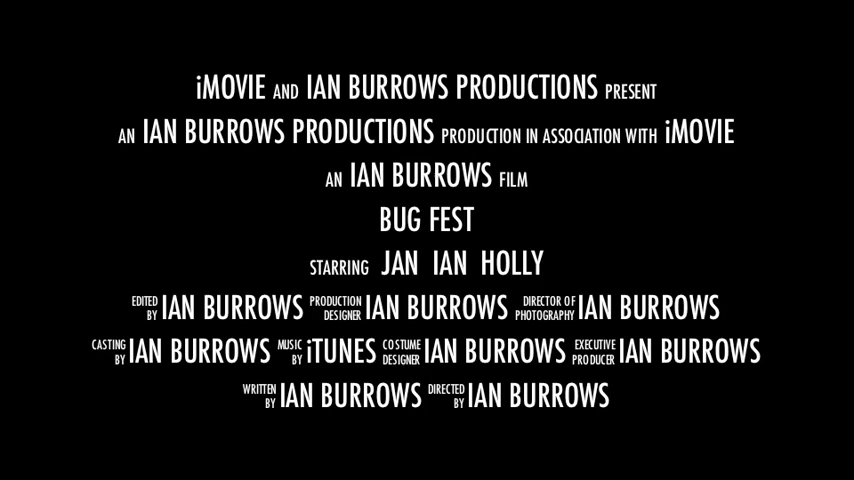 iMOVIE AND IAN BURROWS PRODUCTIONS PRESENT
AN IAN BURROWS PRODUCTIONS PRODUCTION IN ASSOCIATION WITH iMOVIE
AN IAN BURROWS FILM
BUG FEST
STARRING JAN IAN HOLLY
EDITED BY IAN BURROWS PRODUCTION DESIGNER IAN BURROWS DIRECTOR OF PHOTOGRAPHY IAN BURROWS
CASTING BY IAN BURROWS MUSIC BY iTUNES COSTUME DESIGNER IAN BURROWS EXECUTIVE PRODUCER IAN BURROWS
WRITTEN BY IAN BURROWS DIRECTED BY IAN BURROWS